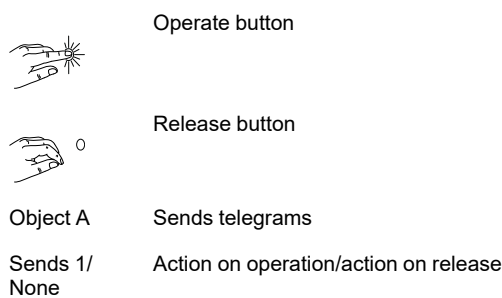 Operate button
Release button
Object A Sends telegrams
Sends 1/ Action on operation/action on release
None